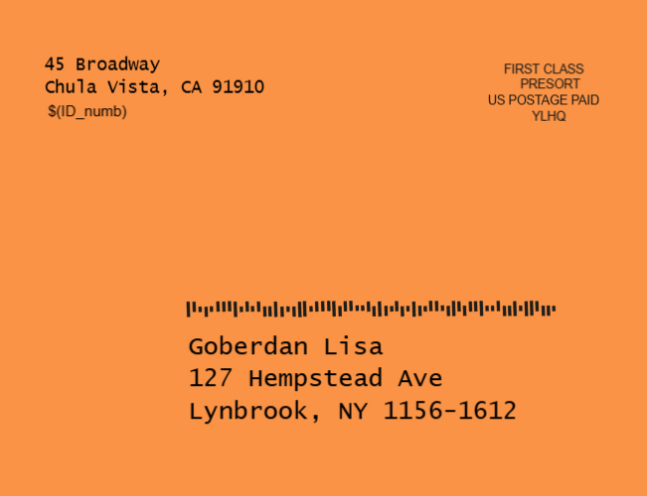 45 Broadway
Chula Vista, CA 91910
$(ID_numb)
FIRST CLASS
PRESORT
US POSTAGE PAID
YLHQ
Goberdan Lisa
127 Hempstead Ave
Lynbrook, NY 1156-1612